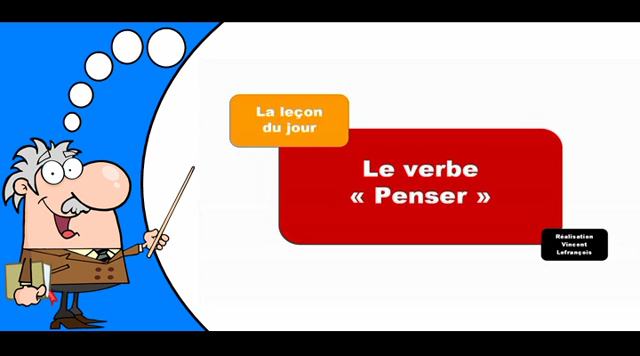 La leçon
du jour
Le verbe
« Penser »
Réalisation
Vincent
Lefrançois